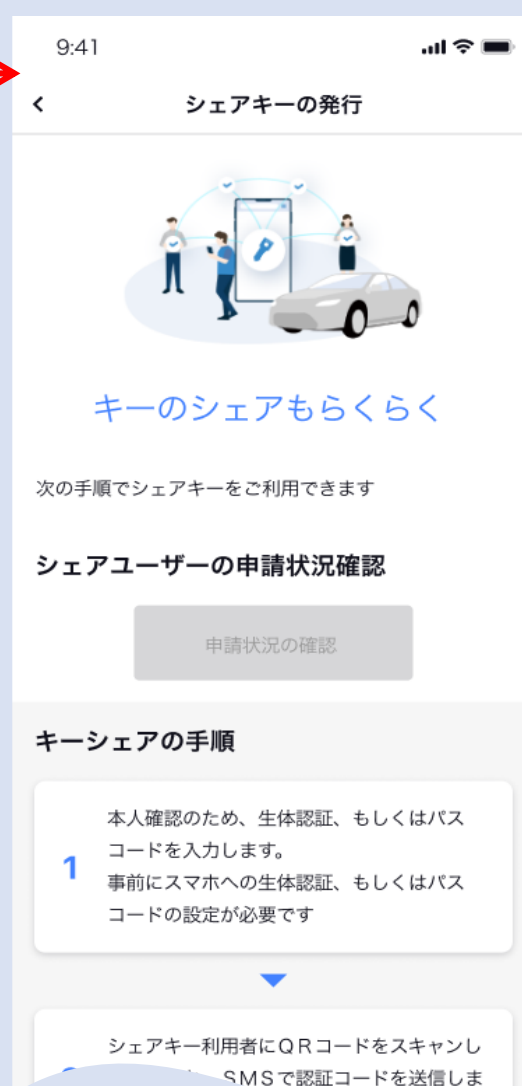 9:41
シェアキーの発行
キーのシェアもらくらく
次の手順でシェアキーをご利用できます
シェアユーザーの申請状況確認
申請状況の確認
キーシェアの手順
1
本人確認のため、生体認証、もしくはパス
コードを入力します。
事前にスマホへの生体認証、もしくはパス
コードの設定が必要です
シェアキー利用者にQRコードをスキャンし
SMSで認証コードを送信しま